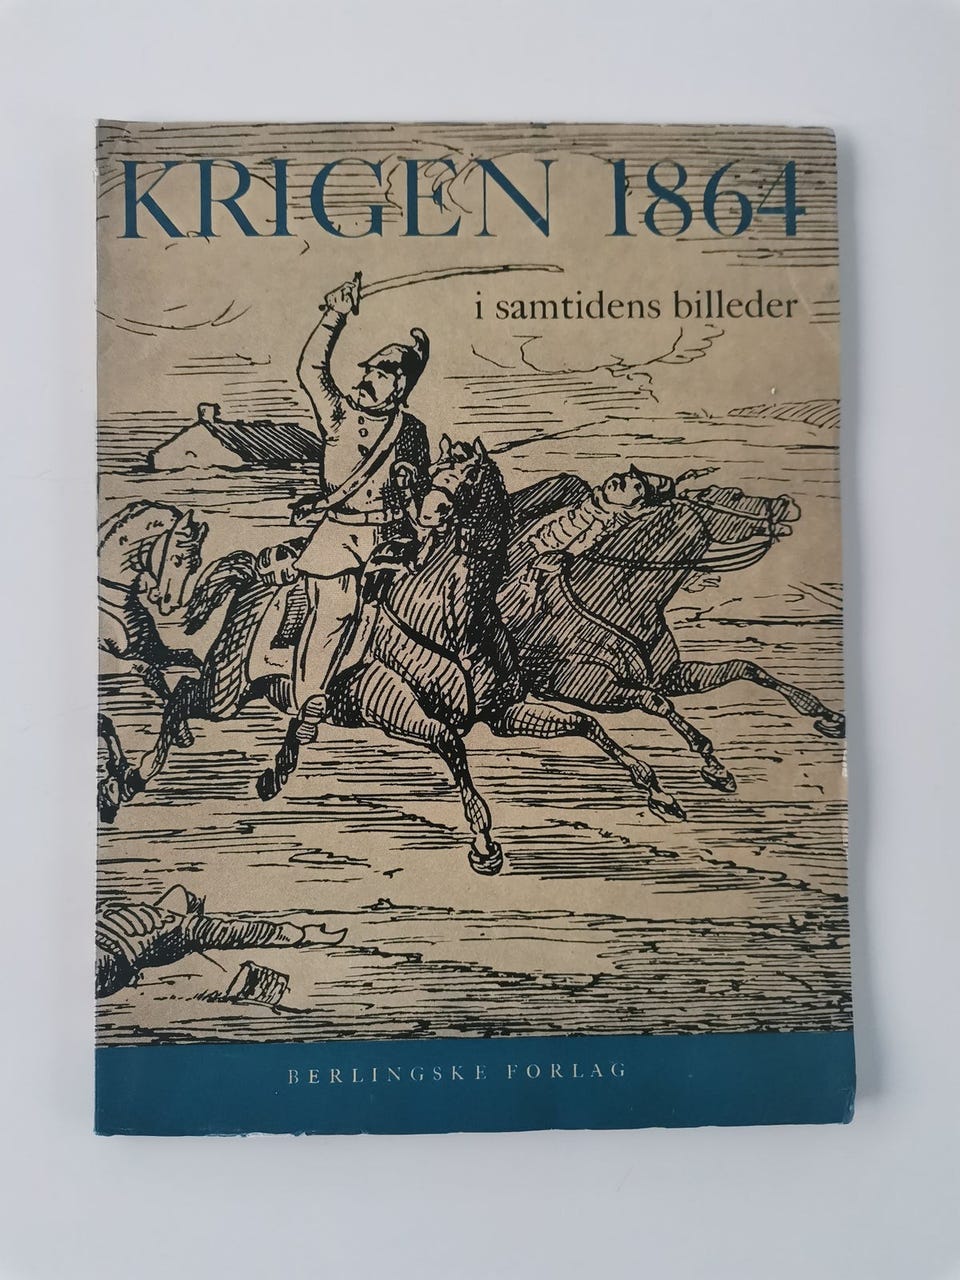 KRIGEN 1864
i samtidens billeder
BERLINGSKE FORLAG